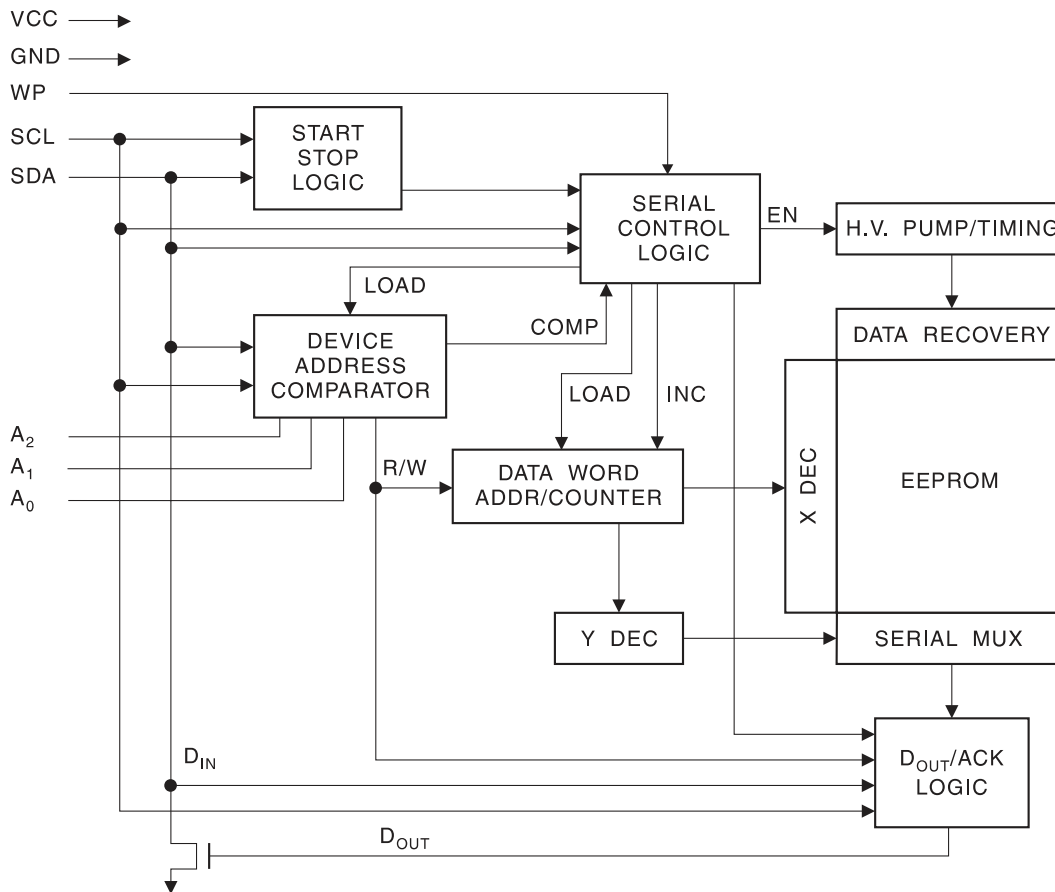 VCC
GND
WP
SCL
SDA
START
STOP
LOGIC
SERIAL
CONTROL
LOGIC
EN
H.V. PUMP/TIMING
LOAD
COMP
DATA RECOVERY
DEVICE
ADDRESS
COMPARATOR
LOAD
INC
A2
A1
A0
R/W
DATA WORD
ADDR/COUNTER
X DEC
EEPROM
Y DEC
SERIAL MUX
DIN
DOUT/ACK
LOGIC
DOUT